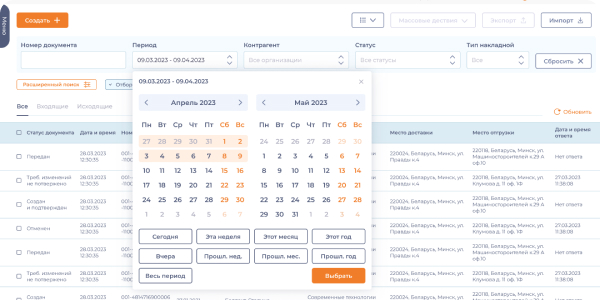 Меню
Создать +
Массовые действия
Экспорт
Импорт
Номер документа
Период
Контрагент
Статус
Тип накладной
09.03.2023 - 09.04.2023
Все организации
Все статусы
Все
Сбросить ×
Расширенный поиск
Отбор
Все Входящие Исходящие
Обновить
09.03.2023 - 09.04.2023 ×
Апрель 2023
Май 2023
Пн Вт Ср Чт Пт Сб Вс
27 28 29 30 31 1 2
3 4 5 6 7 8 9
10 11 12 13 14 15 16
17 18 19 20 21 22 23
24 25 26 27 28 29 30
1 2 3 4 5 6 7
Пн Вт Ср Чт Пт Сб Вс
24 25 26 27 28 29 30
1 2 3 4 5 6 7
8 9 10 11 12 13 14
15 16 17 18 19 20 21
22 23 24 25 26 27 28
29 30 31 1 2 3 4
Сегодня
Эта неделя
Этот месяц
Этот год
Вчера
Прошл. нед.
Прошл. мес.
Прошл. год
Весь период
Выбрать
Статус документа
Дата и время
Ном
Место доставки
Место отгрузки
Дата и время ответа
Передан
28.03.2023 12:30:35
001-
220024, Беларусь, Минск, ул. Правды ч.4
220118, Беларусь, Минск, ул. Машиностроителей д.29 А оф.10
Нет ответа
Треб. изменений не потверждено
28.03.2023 12:30:35
001-
220024, Беларусь, Минск, ул. Правды ч.4
220118, Беларусь, Минск, ул. Клумова д. 11 оф. 1Ф
27.03.2023 11:38:08
Создан и подтвержден
28.03.2023 12:30:35
001-
220024, Беларусь, Минск, ул. Правды ч.4
220118, Беларусь, Минск, ул. Машиностроителей д.29 А оф.10
Нет ответа
Отменен
28.03.2023 12:30:35
001-
220024, Беларусь, Минск, ул. Правды ч.4
220118, Беларусь, Минск, ул. Клумова д. 11 оф. 1Ф
27.03.2023 11:38:08
Передан
28.03.2023 12:30:35
001-
220024, Беларусь, Минск, ул. Правды ч.4
220118, Беларусь, Минск, ул. Машиностроителей д.29 А оф.10
Нет ответа
Треб. изменений не потверждено
28.03.2023 12:30:35
001-
220024, Беларусь, Минск, ул. Правды ч.4
220118, Беларусь, Минск, ул. Клумова д. 11 оф. 1Ф
27.03.2023 11:38:08
Создан
28.03.2023
Современные технологии
220024, Беларусь, Минск, ул.
220118, Беларусь, Минск, ул. Машиностроителей д.29 А
Нет ответа